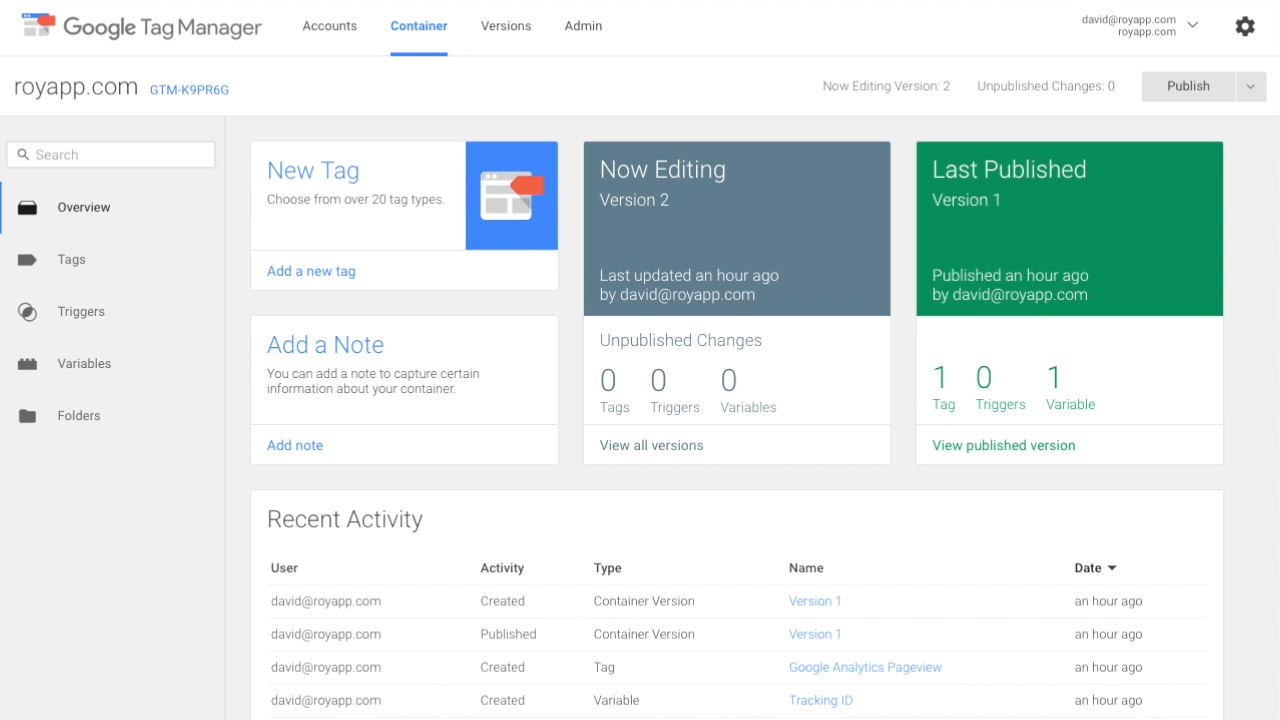 Google Tag Manager
Accounts
Container
Versions
Admin
david@royapp.com
royapp.com
royapp.com
GTM-K9PR6G
Now Editing Version: 2
Unpublished Changes: 0
Publish
Search
Overview
Tags
Triggers
Variables
Folders
New Tag
Choose from over 20 tag types.
Add a new tag
Add a Note
You can add a note to capture certain
information about your container.
Add note
Now Editing
Version 2
Last updated an hour ago
by david@royapp.com
Unpublished Changes
0 0 0
Tags Triggers Variables
View all versions
Last Published
Version 1
Published an hour ago
by david@royapp.com
1 0 1
Tag Triggers Variable
View published version
Recent Activity
User Activity Type Name Date
david@royapp.com Created Container Version Version 1 an hour ago
david@royapp.com Published Container Version Version 1 an hour ago
david@royapp.com Created Tag Google Analytics Pageview an hour ago
david@royapp.com Created Variable Tracking ID an hour ago